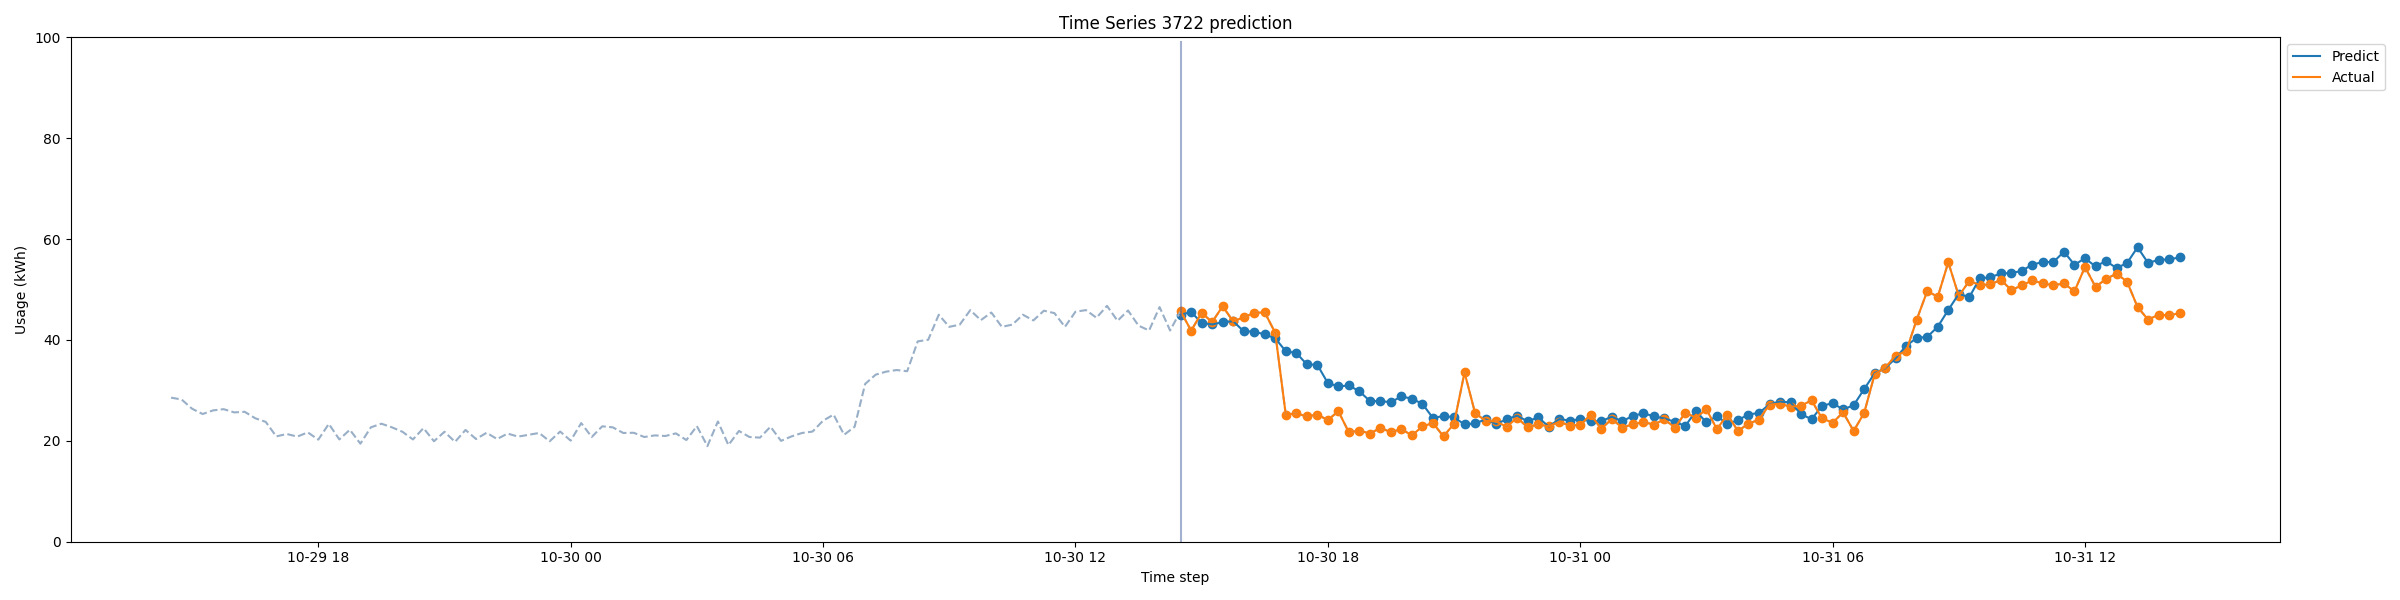 Time Series 3722 prediction
100
80
60
40
20
0
Usage (kWh)
10-29 18
10-30 00
10-30 06
10-30 12
10-30 18
10-31 00
10-31 06
10-31 12
Time step
Predict
Actual